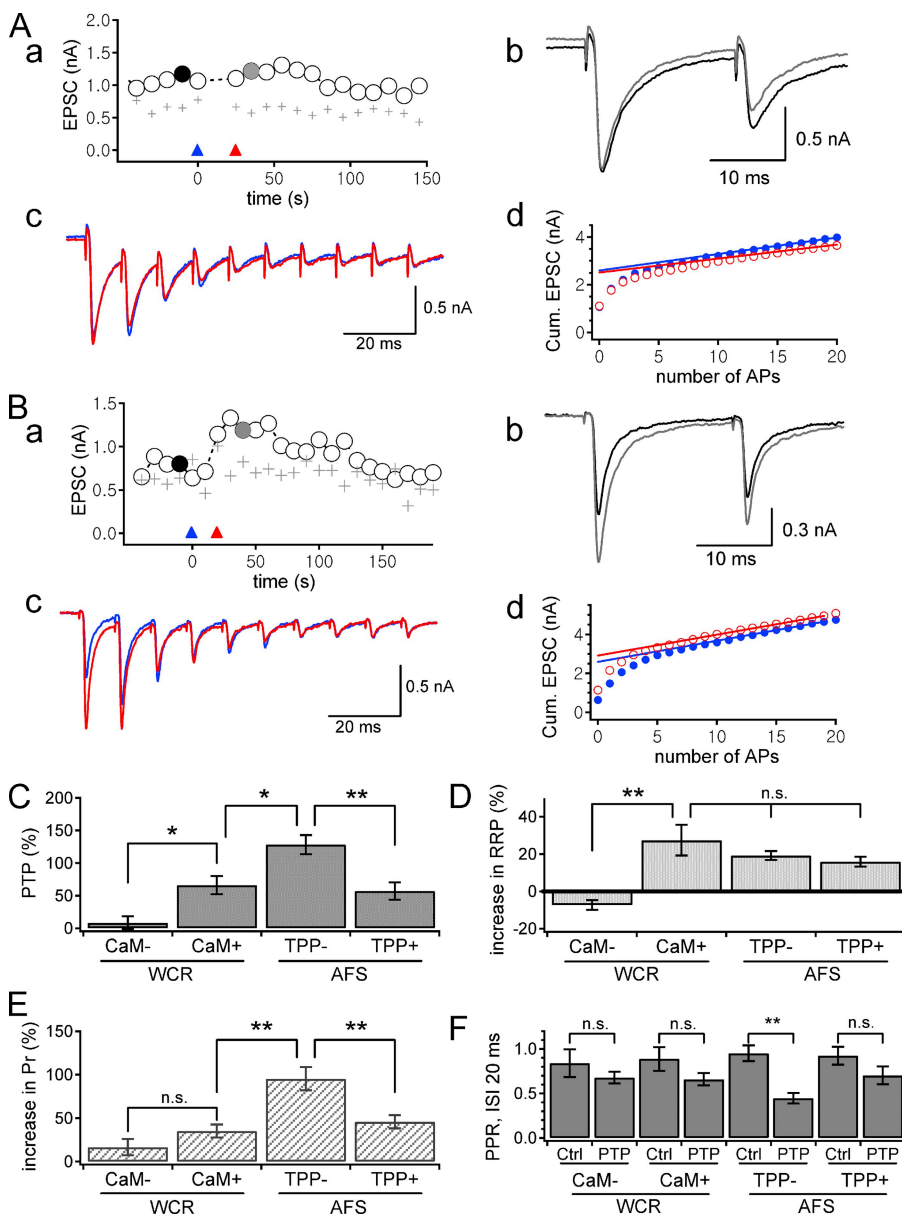 A
a
EPSC (nA)
2.0
1.5
1.0
0.5
0.0
0
50
100
150
time (s)
b
0.5 nA
10 ms
c
0.5 nA
20 ms
d
Cum. EPSC (nA)
4
2
0
0
5
10
15
20
number of APs
B
a
EPSC (nA)
1.5
1.0
0.5
0.0
0
50
100
150
time (s)
b
0.3 nA
10 ms
c
0.5 nA
20 ms
d
Cum. EPSC (nA)
4
2
0
0
5
10
15
20
number of APs
C
PTP (%)
200
150
100
50
0
*
*
**
CaM-
CaM+
TPP-
TPP+
WCR
AFS
D
increase in RRP (%)
40
20
0
-20
**
n.s.
CaM-
CaM+
TPP-
TPP+
WCR
AFS
E
increase in Pr (%)
150
100
50
0
n.s.
**
**
CaM-
CaM+
TPP-
TPP+
WCR
AFS
F
PPR, ISI 20 ms
1.0
0.5
0.0
n.s.
n.s.
**
n.s.
Ctrl PTP Ctrl PTP Ctrl PTP Ctrl PTP
CaM-
CaM+
TPP-
TPP+
WCR
AFS